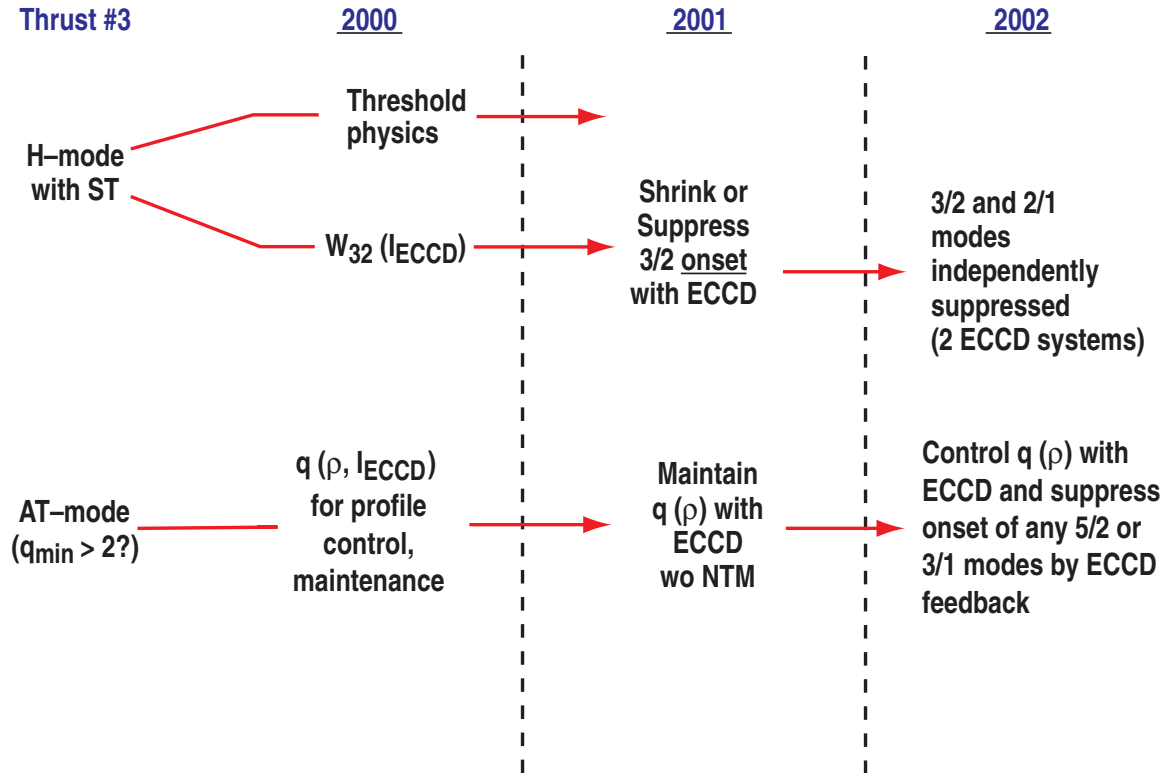 Thrust #3
2000
2001
2002
H–mode
with ST
Threshold
physics
W32 (IECCD)
Shrink or
Suppress
3/2 onset
with ECCD
3/2 and 2/1
modes
independently
suppressed
(2 ECCD systems)
AT–mode
(qmin > 2?)
q (ρ, IECCD)
for profile
control,
maintenance
Maintain
q (ρ) with
ECCD
wo NTM
Control q (ρ) with
ECCD and suppress
onset of any 5/2 or
3/1 modes by ECCD
feedback